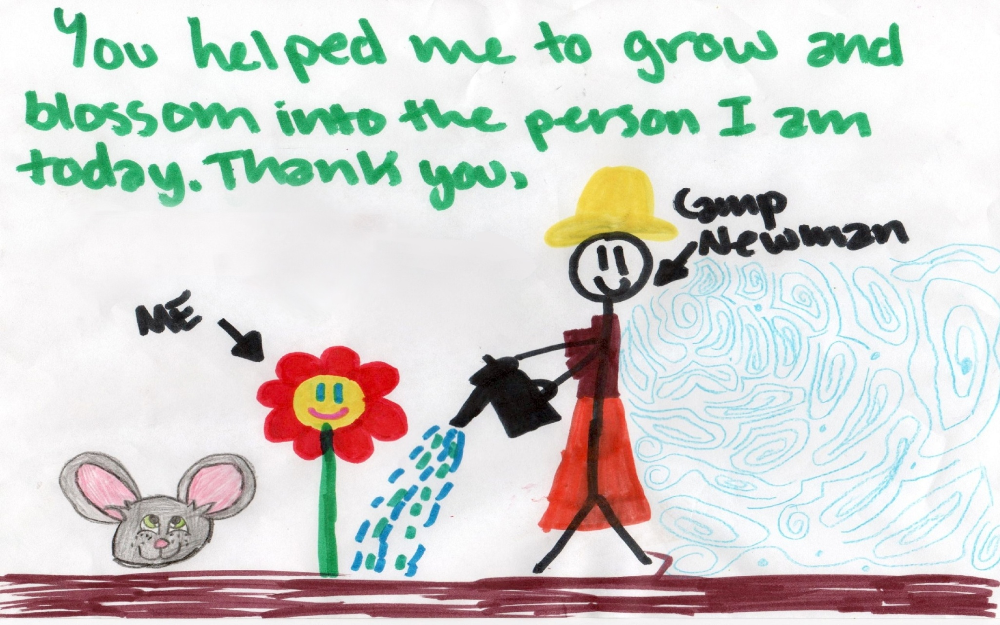 You helped me to grow and
blossom into the person I am
today. Thank you.
Camp
Newman
ME